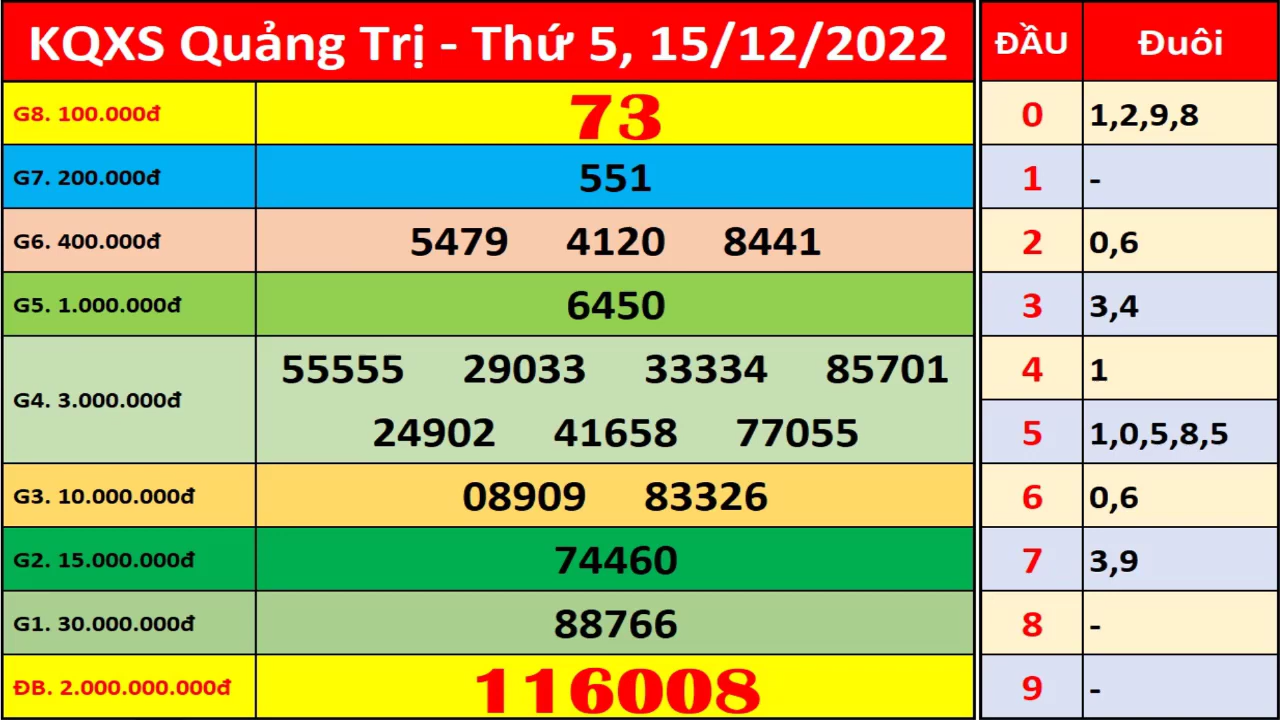 KQXS Quảng Trị - Thứ 5, 15/12/2022
G8. 100.000đ 73
G7. 200.000đ 551
G6. 400.000đ 5479 4120 8441
G5. 1.000.000đ 6450
G4. 3.000.000đ 55555 29033 33334 85701
24902 41658 77055
G3. 10.000.000đ 08909 83326
G2. 15.000.000đ 74460
G1. 30.000.000đ 88766
ĐB. 2.000.000.000đ 116008
ĐẦU Đuôi
0 1,2,9,8
1 -
2 0,6
3 3,4
4 1
5 1,0,5,8,5
6 0,6
7 3,9
8 -
9 -